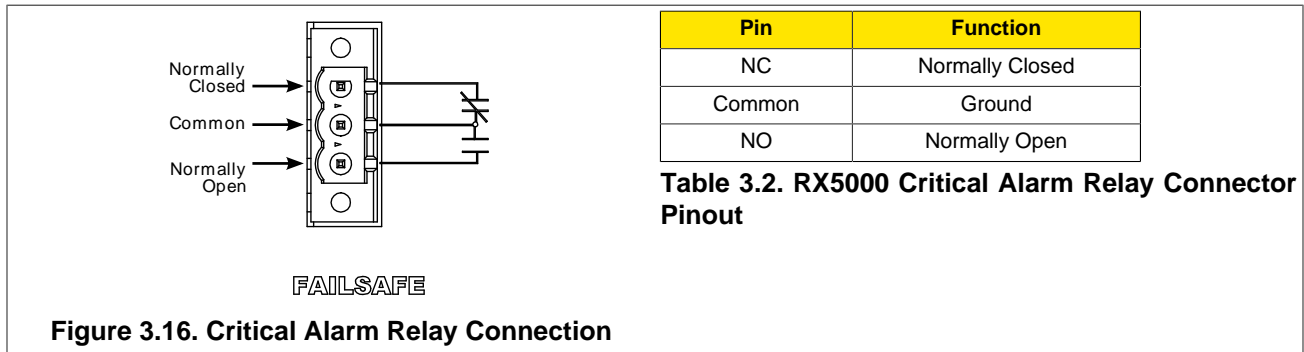 Normally
Closed
Common
Normally
Open
FAILSAFE
Figure 3.16. Critical Alarm Relay Connection
Pin Function
NC Normally Closed
Common Ground
NO Normally Open
Table 3.2. RX5000 Critical Alarm Relay Connector
Pinout